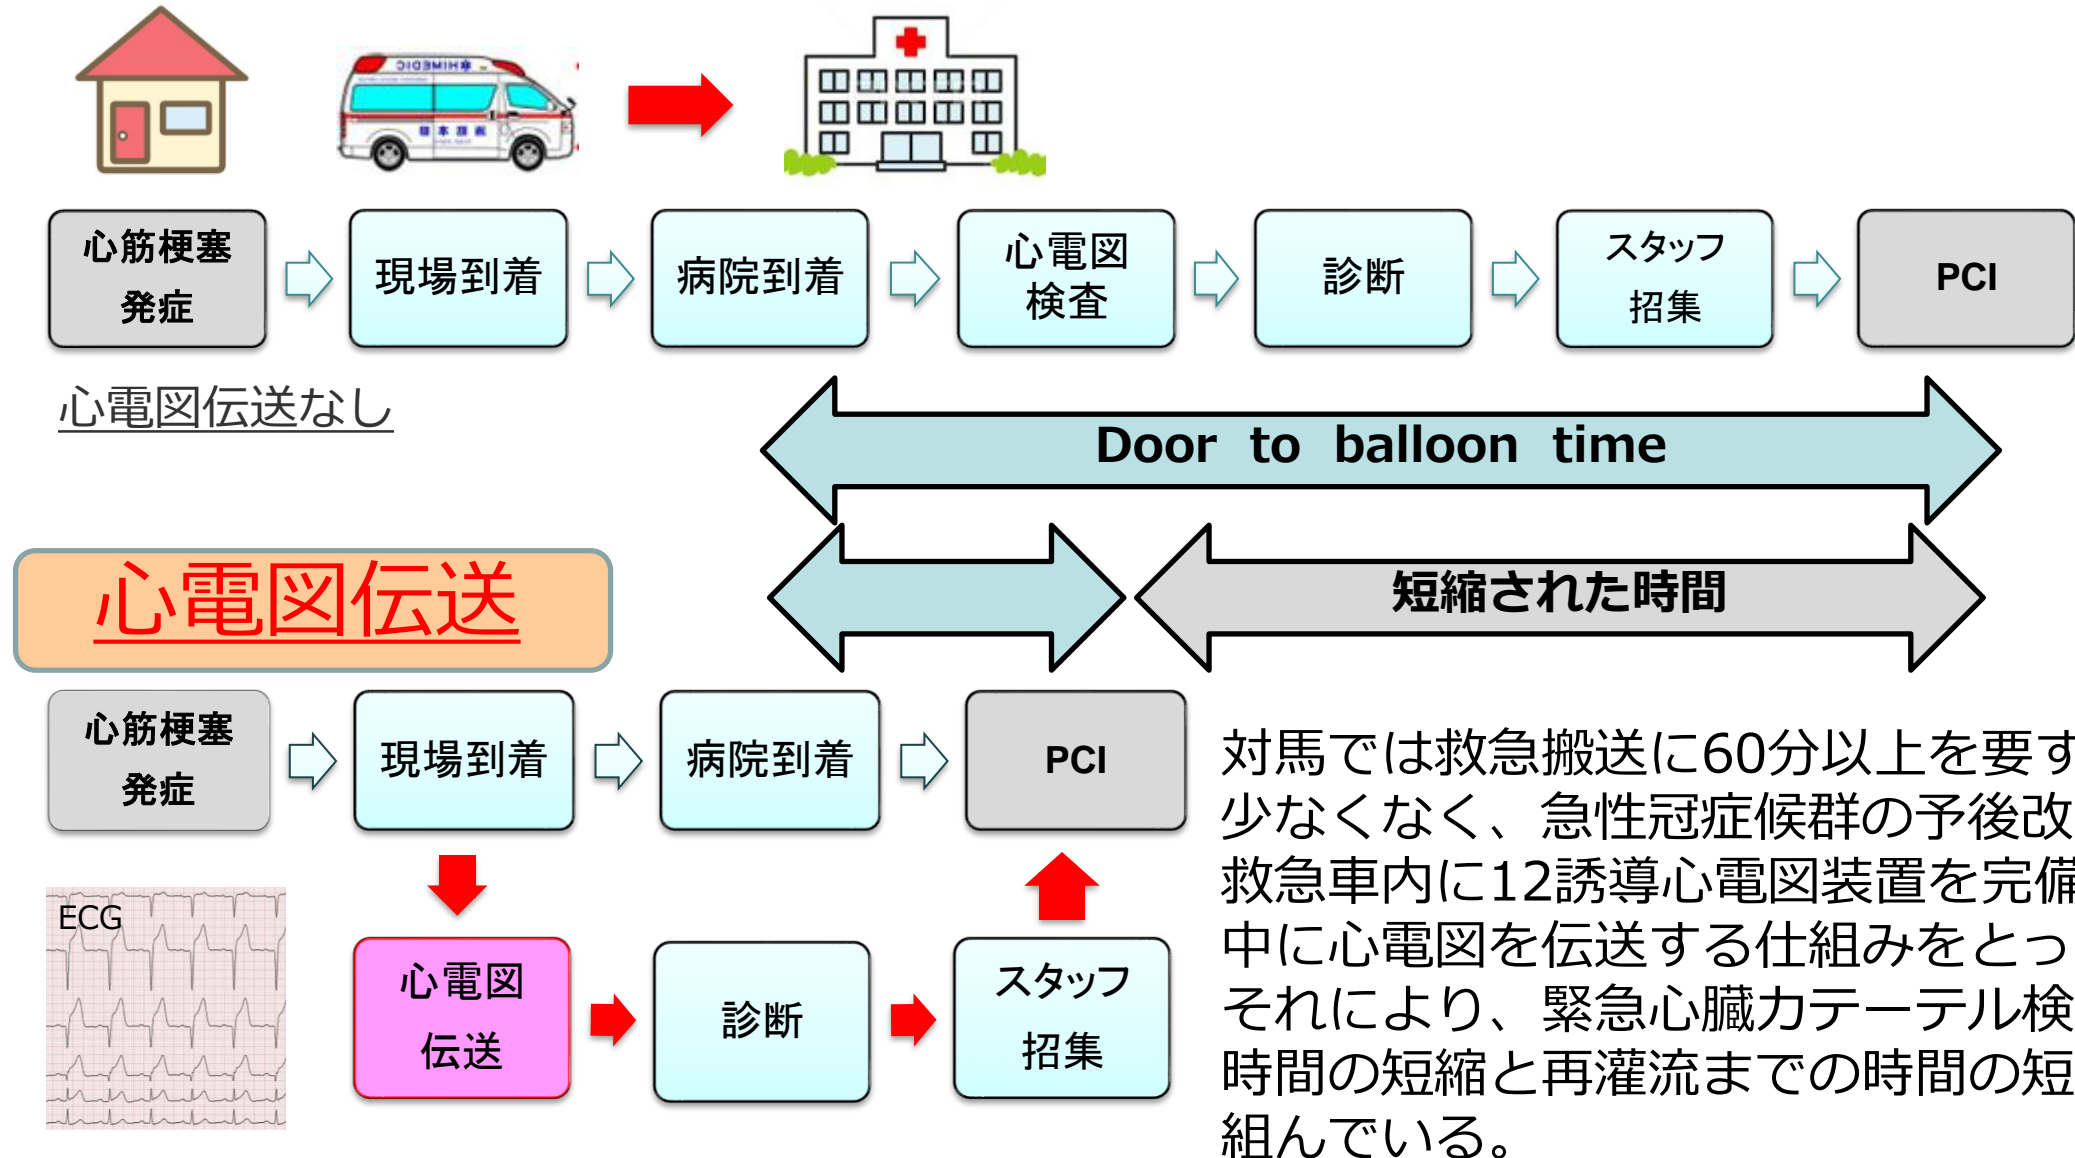 心筋梗塞
発症
現場到着
病院到着
心電図
検査
診断
スタッフ
招集
PCI
心電図伝送なし
Door to balloon time
短縮された時間
心電図伝送
心筋梗塞
発症
現場到着
病院到着
PCI
ECG
心電図
伝送
診断
スタッフ
招集
対馬では救急搬送に60分以上を要す
少なくなく、急性冠症候群の予後改
救急車内に12誘導心電図装置を完備
中に心電図を伝送する仕組みをとっ
それにより、緊急心臓カテーテル検
時間の短縮と再灌流までの時間の短
組んでいる。